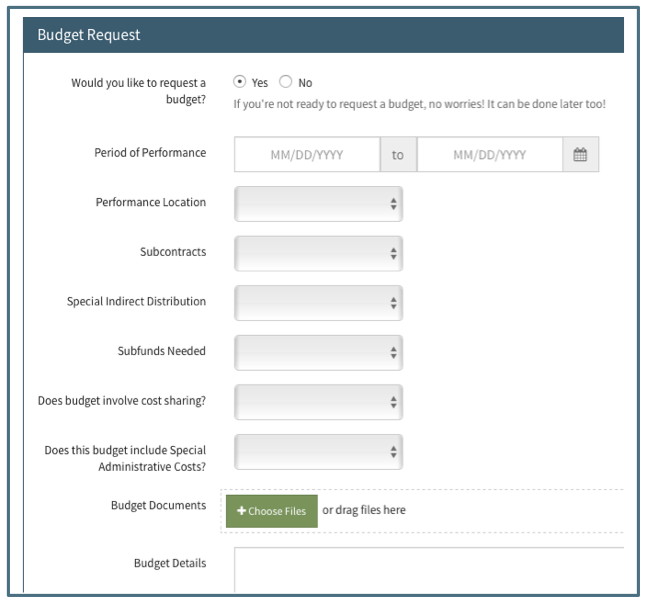 Budget Request
Would you like to request a
budget?
Yes No
If you're not ready to request a budget, no worries! It can be done later too!
Period of Performance
MM/DD/YYYY to MM/DD/YYYY
Performance Location
Subcontracts
Special Indirect Distribution
Subfunds Needed
Does budget involve cost sharing?
Does this budget include Special
Administrative Costs?
Budget Documents
+ Choose Files or drag files here
Budget Details